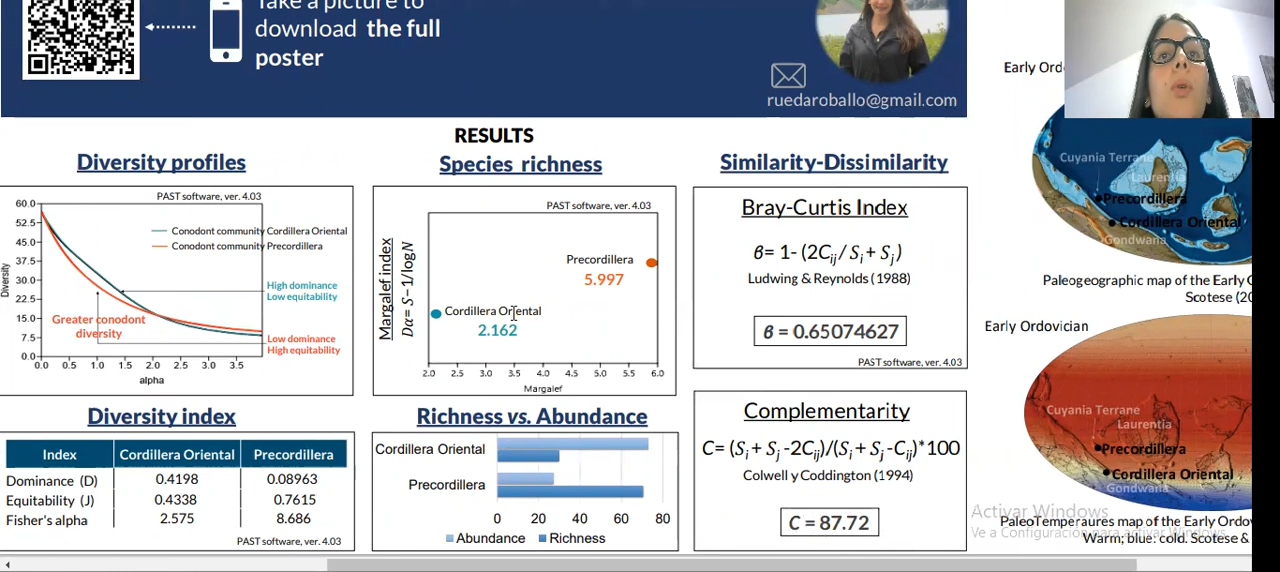 Take a picture to
download the full
poster
ruedaroballo@gmail.com
RESULTS
Diversity profiles
PAST software, ver. 4.03
60.0
52.5
45.0
37.5
30.0
22.5
15.0
7.5
0.0
Diversity
Conodont community Cordillera Oriental
Conodont community Precordillera
High dominance
Low equitability
Greater conodont
diversity
Low dominance
High equitability
0.0 0.5 1.0 1.5 2.0 2.5 3.0 3.5
alpha
Species richness
PAST software, ver. 4.03
Margalef index
Dα= S−1/logN
Precordillera
5.997
Cordillera Oriental
2.162
2.0 2.5 3.0 3.5 4.0 4.5 5.0 5.5 6.0
Margalef
Similarity-Dissimilarity
Bray-Curtis Index
β= 1- (2Cij/ Si + Sj)
Ludwing & Reynolds (1988)
β = 0.65074627
PAST software, ver. 4.03
Diversity index
Index Cordillera Oriental Precordillera
Dominance (D) 0.4198 0.08963
Equitability (J) 0.4338 0.7615
Fisher's alpha 2.575 8.686
PAST software, ver. 4.03
Richness vs. Abundance
Cordillera Oriental
Precordillera
0 20 40 60 80
Abundance Richness
Complementarity
C= (Si + Sj -2Cij)/(Si + Sj -Cij)*100
Colwell y Coddington (1994)
C = 87.72
Early Ord
Cuyania Terrane
Laurentia
Precordillera
Cordillera Oriental
Gondwana
Paleogeographic map of the Early O
Scotese (20
Early Ordovician
Cuyania Terrane
Laurentia
Precordillera
Cordillera Oriental
Gondwana
Activar Windows
Ve a Configuración para activar Windows.
PaleoTemperaures map of the Early Ordov
Warm; blue: cold. Scotese &